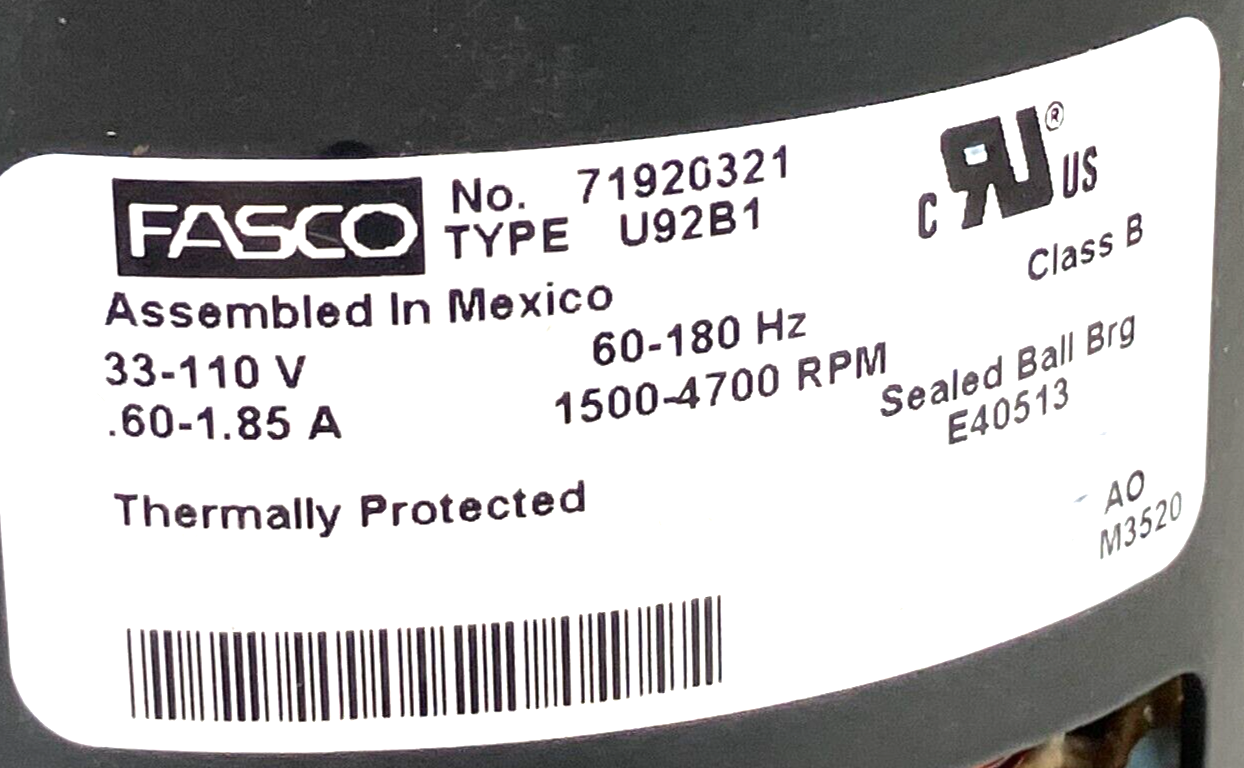 FASCO
No. 71920321
TYPE U92B1
C RU® US
Class B
Assembled In Mexico
33-110 V 60-180 Hz
.60-1.85 A 1500-4700 RPM
Sealed Ball Brg
E40513
Thermally Protected
AO
M3520